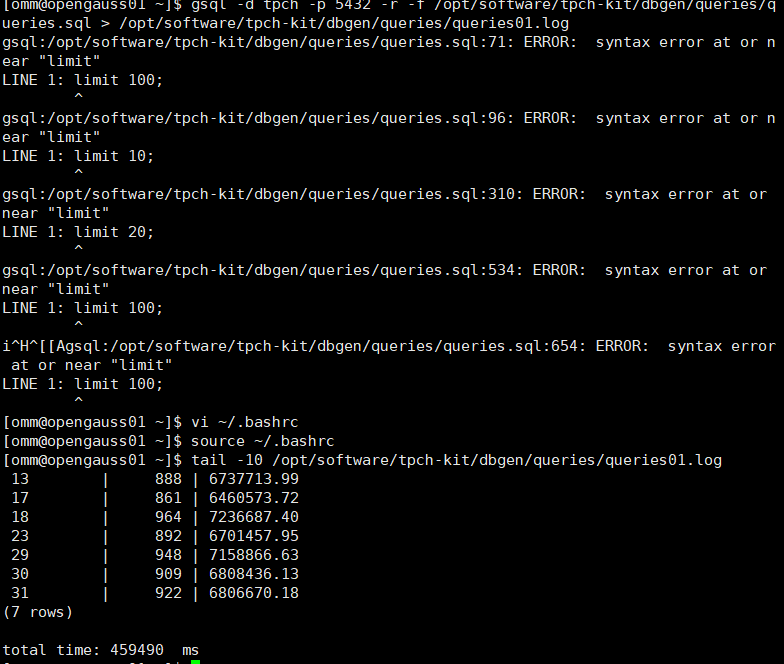 [omm@opengauss01 ~]$ gsql -d tpch -p 5432 -r -f /opt/software/tpch-kit/dbgen/queries/q
ueries.sql > /opt/software/tpch-kit/dbgen/queries/queries01.log
gsql:/opt/software/tpch-kit/dbgen/queries/queries.sql:71: ERROR:  syntax error at or n
ear "limit"
LINE 1: limit 100;
        ^
gsql:/opt/software/tpch-kit/dbgen/queries/queries.sql:96: ERROR:  syntax error at or n
ear "limit"
LINE 1: limit 10;
        ^
gsql:/opt/software/tpch-kit/dbgen/queries/queries.sql:310: ERROR:  syntax error at or
near "limit"
LINE 1: limit 20;
        ^
gsql:/opt/software/tpch-kit/dbgen/queries/queries.sql:534: ERROR:  syntax error at or
near "limit"
LINE 1: limit 100;
        ^
i^H^[[Agsql:/opt/software/tpch-kit/dbgen/queries/queries.sql:654: ERROR:  syntax error
 at or near "limit"
LINE 1: limit 100;
        ^
[omm@opengauss01 ~]$ vi ~/.bashrc
[omm@opengauss01 ~]$ source ~/.bashrc
[omm@opengauss01 ~]$ tail -10 /opt/software/tpch-kit/dbgen/queries/queries01.log
 13        |     888 | 6737713.99
 17        |     861 | 6460573.72
 18        |     964 | 7236687.40
 23        |     892 | 6701457.95
 29        |     948 | 7158866.63
 30        |     909 | 6808436.13
 31        |     922 | 6806670.18
(7 rows)
total time: 459490  ms